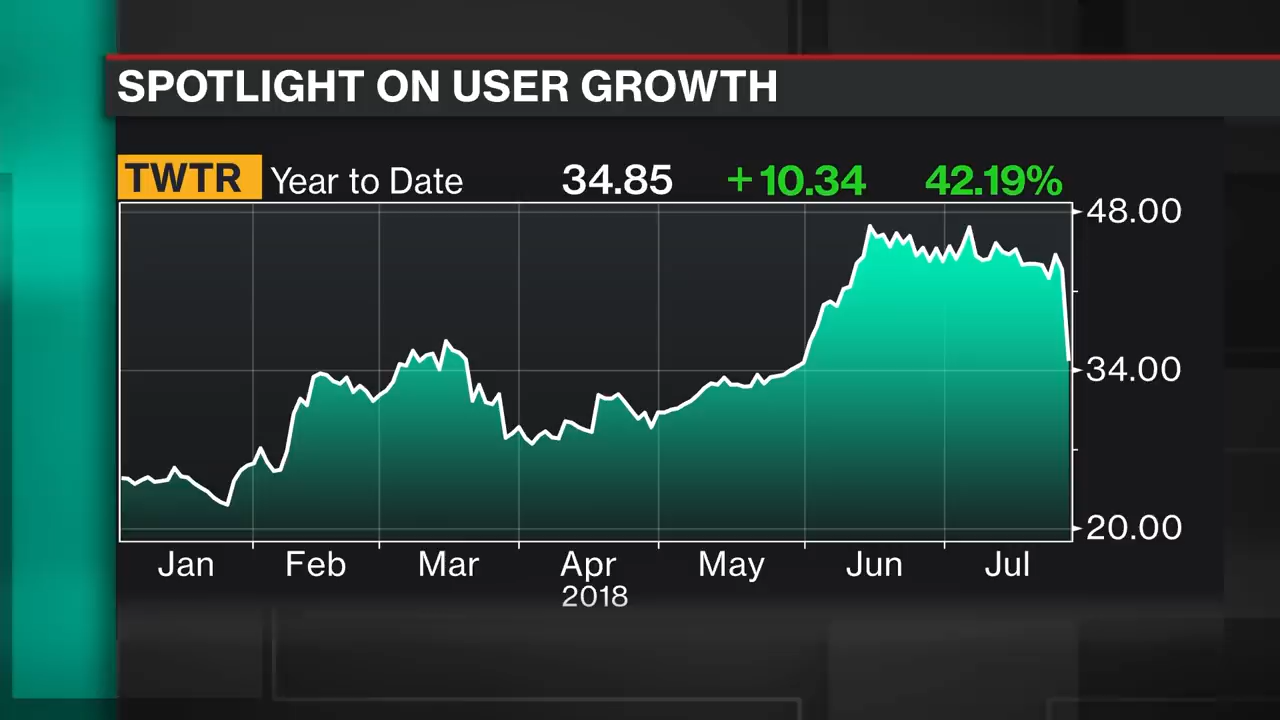 SPOTLIGHT ON USER GROWTH
TWTR Year to Date 34.85 +10.34 42.19%
48.00
34.00
20.00
Jan Feb Mar Apr May Jun Jul
2018